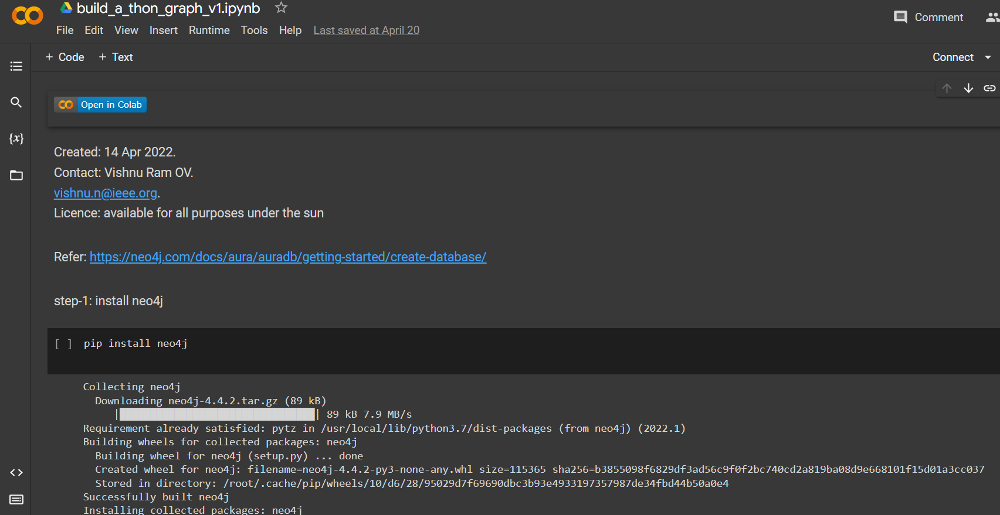 build_a_thon_graph_v1.ipynb
File Edit View Insert Runtime Tools Help Last saved at April 20
Comment
+ Code + Text
Connect
Open in Colab
{x}
Created: 14 Apr 2022.
Contact: Vishnu Ram OV.
vishnu.n@ieee.org.
Licence: available for all purposes under the sun
Refer: https://neo4j.com/docs/aura/auradb/getting-started/create-database/
step-1: install neo4j
[ ] pip install neo4j
Collecting neo4j
Downloading neo4j-4.4.2.tar.gz (89 kB)
|████████████████████████████████| 89 kB 7.9 MB/s
Requirement already satisfied: pytz in /usr/local/lib/python3.7/dist-packages (from neo4j) (2022.1)
Building wheels for collected packages: neo4j
Building wheel for neo4j (setup.py) ... done
Created wheel for neo4j: filename=neo4j-4.4.2-py3-none-any.whl size=115365 sha256=b3855098f6829df3ad56c9f0f2bc740cd2a819ba08d9e668101f15d01a3cc037
Stored in directory: /root/.cache/pip/wheels/10/d6/28/95029d7f69690dbc3b93e4933197357987de34fbd44b50a0e4
Successfully built neo4j
Installing collected packages: neo4j